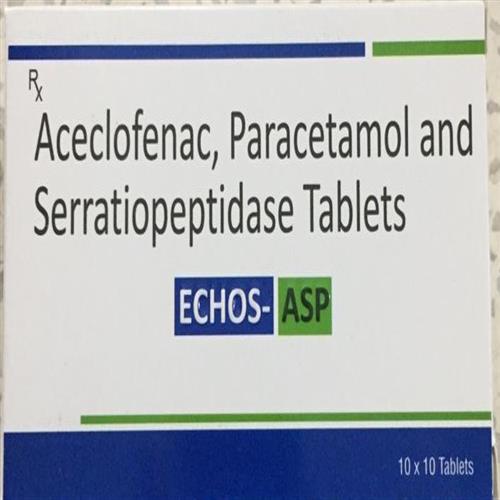 Rx
Aceclofenac, Paracetamol and
Serratiopeptidase Tablets
ECHOS-ASP
10 x 10 Tablets